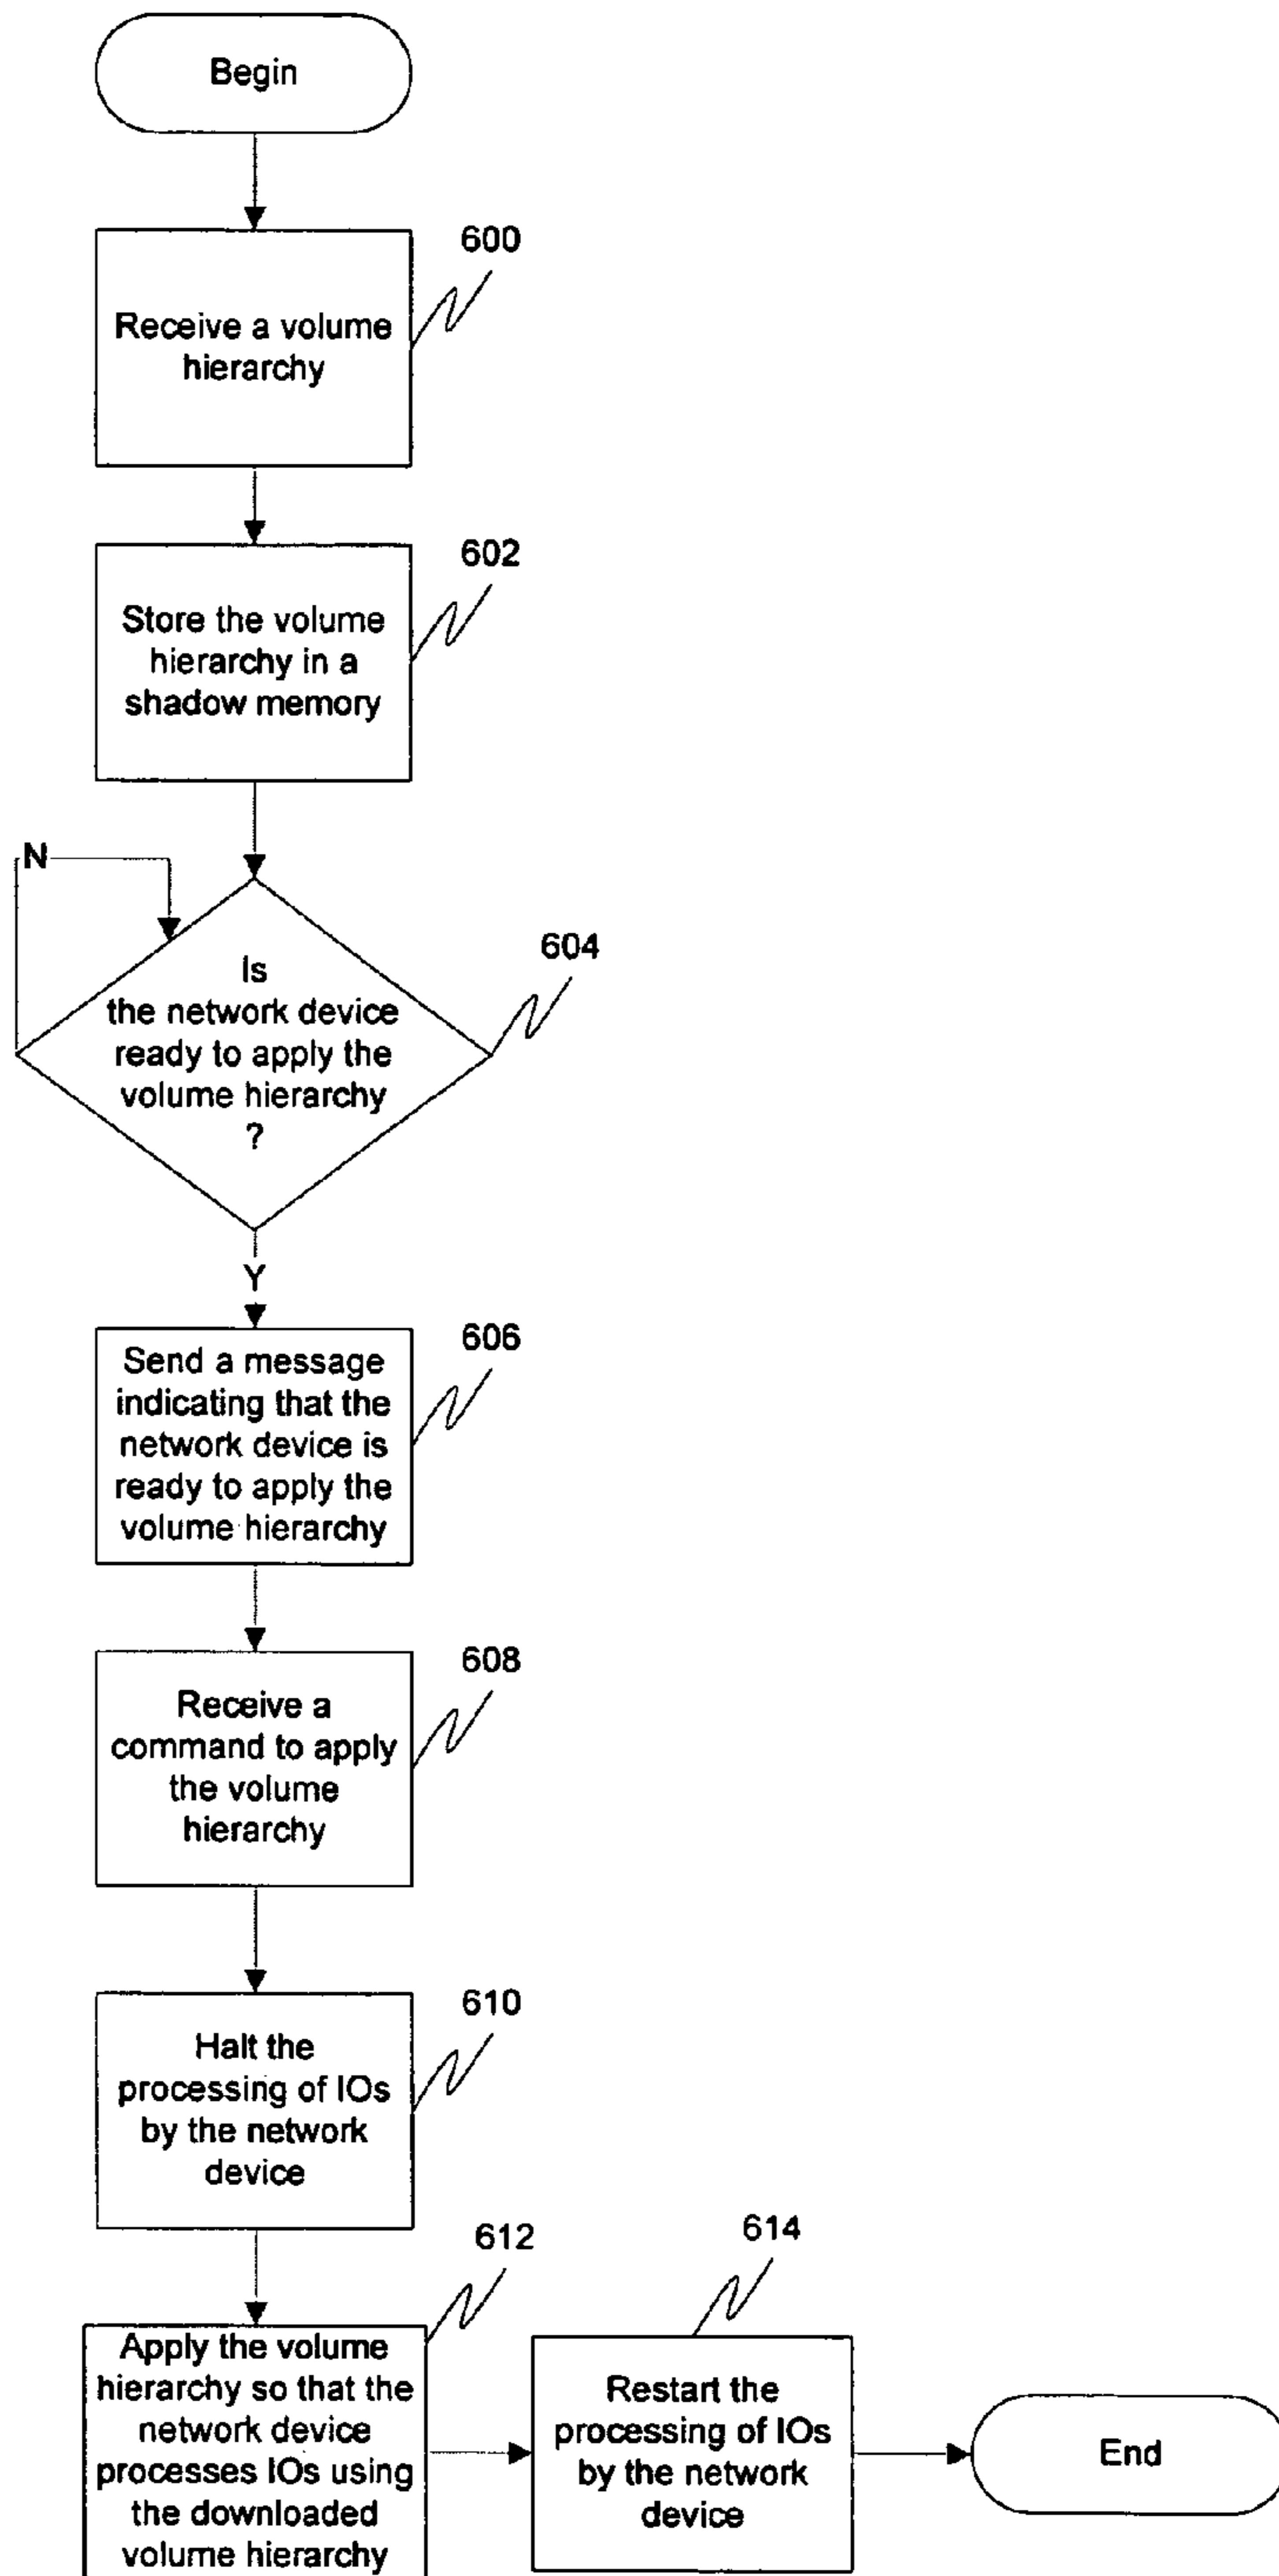 Begin
600
Receive a volume
hierarchy
602
Store the volume
hierarchy in a
shadow memory
N
604
Is
the network device
ready to apply the
volume hierarchy
?
Y
606
Send a message
indicating that the
network device is
ready to apply the
volume hierarchy
608
Receive a
command to apply
the volume
hierarchy
610
Halt the
processing of IOs
by the network
device
612
Apply the volume
hierarchy so that the
network device
processes IOs using
the downloaded
volume hierarchy
614
Restart the
processing of IOs
by the network
device
End